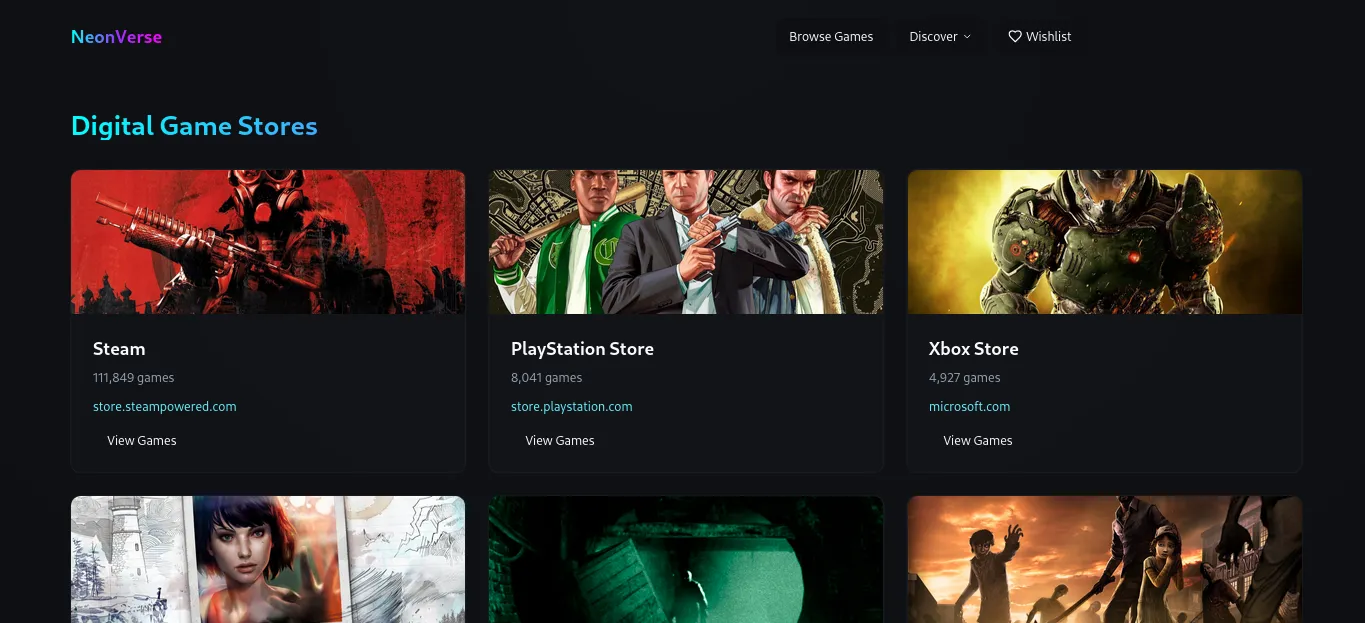 NeonVerse
Browse Games
Discover
Wishlist
Digital Game Stores
Steam
111,849 games
store.steampowered.com
View Games
PlayStation Store
8,041 games
store.playstation.com
View Games
Xbox Store
4,927 games
microsoft.com
View Games